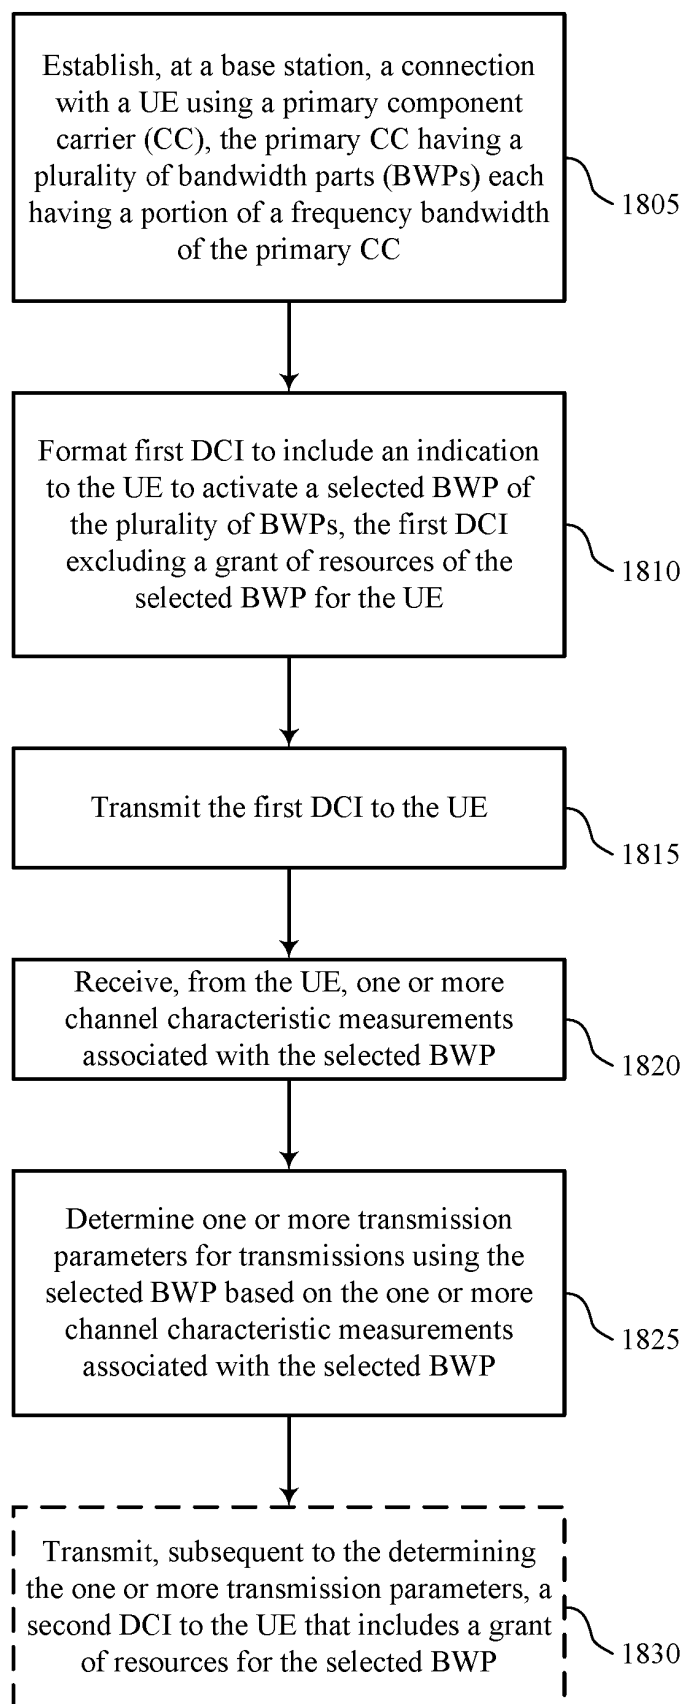 Establish, at a base station, a connection
with a UE using a primary component
carrier (CC), the primary CC having a
plurality of bandwidth parts (BWPs) each
having a portion of a frequency bandwidth
of the primary CC
1805
Format first DCI to include an indication
to the UE to activate a selected BWP of
the plurality of BWPs, the first DCI
excluding a grant of resources of the
selected BWP for the UE
1810
Transmit the first DCI to the UE
1815
Receive, from the UE, one or more
channel characteristic measurements
associated with the selected BWP
1820
Determine one or more transmission
parameters for transmissions using the
selected BWP based on the one or more
channel characteristic measurements
associated with the selected BWP
1825
Transmit, subsequent to the determining
the one or more transmission parameters, a
second DCI to the UE that includes a grant
of resources for the selected BWP
1830